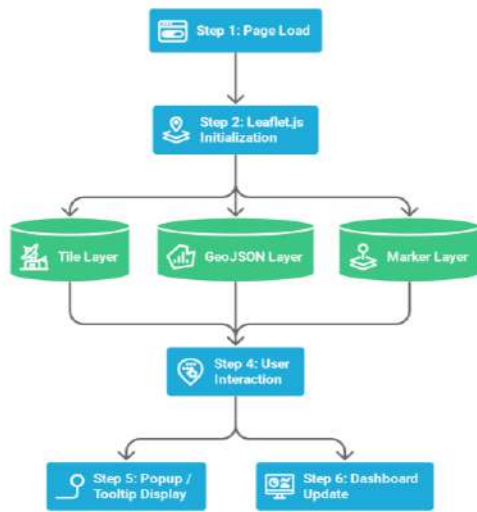 Step 1: Page Load
Step 2: Leaflet.js
Initialization
Tile Layer
GeoJSON Layer
Marker Layer
Step 4: User
Interaction
Step 5: Popup /
Tooltip Display
Step 6: Dashboard
Update